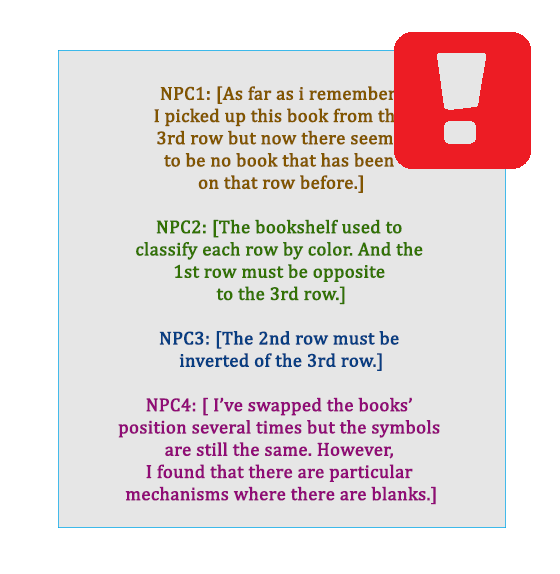 NPC1: [As far as i remember
I picked up this book from th
3rd row but now there seem
to be no book that has been
on that row before.]
NPC2: [The bookshelf used to
classify each row by color. And the
1st row must be opposite
to the 3rd row.]
NPC3: [The 2nd row must be
inverted of the 3rd row.]
NPC4: [ I’ve swapped the books’
position several times but the symbols
are still the same. However,
I found that there are particular
mechanisms where there are blanks.]